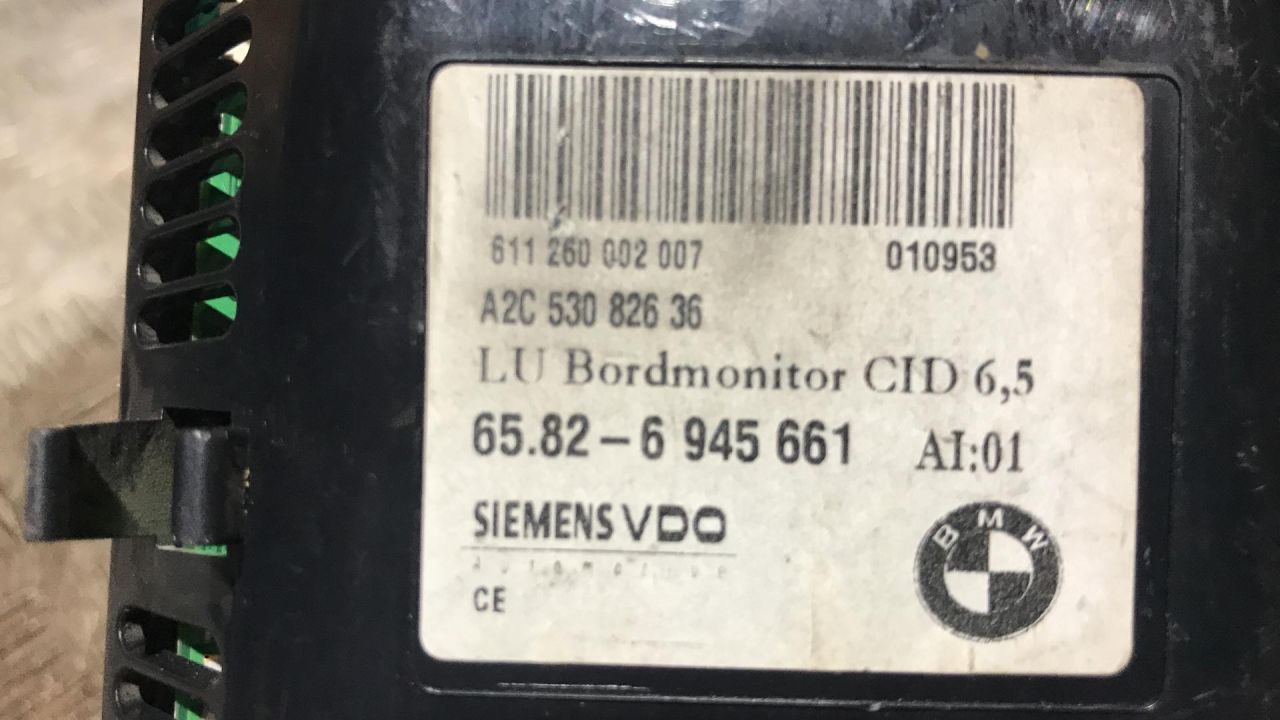 611 260 002 007 010953
A2C 530 826 36
LU Bordmonitor CID 6,5
65.82-6 945 661 AI:01
SIEMENS VDO
Automotive
CE
BMW